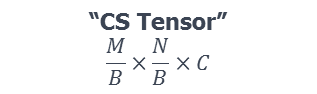 “CS Tensor”
M/B × N/B × C